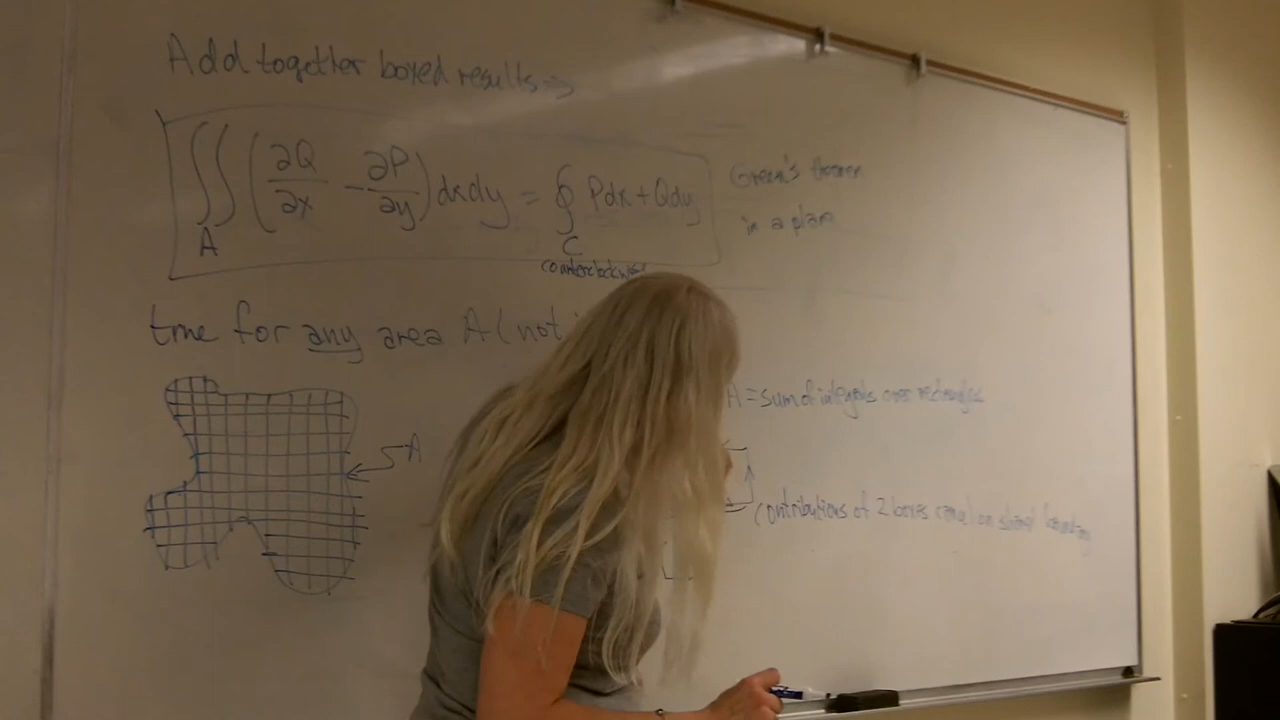 Add together boxed results ⇒
∬ (∂Q/∂x - ∂P/∂y) dxdy = ∮ Pdx + Qdy
A
C
counterclockwise
Green's theorem
in a plane
true for any area A (not
A
A = sum of integrals over rectangles
contributions of 2 boxes cancel on shared boundary